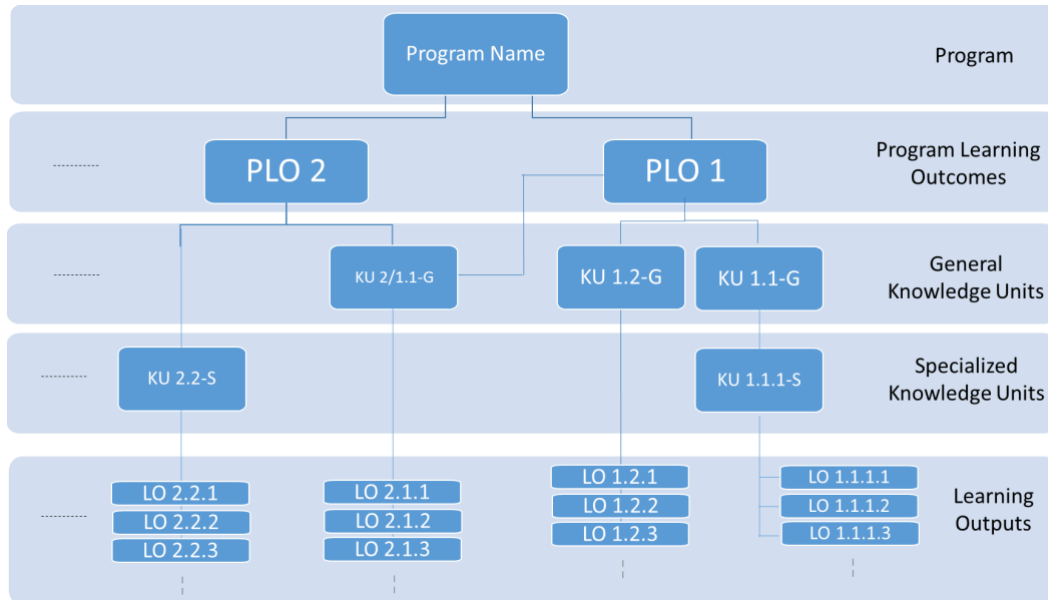 Program Name
Program
PLO 2
PLO 1
Program Learning
Outcomes
KU 2/1.1-G
KU 1.2-G
KU 1.1-G
General
Knowledge Units
KU 2.2-S
KU 1.1.1-S
Specialized
Knowledge Units
LO 2.2.1
LO 2.2.2
LO 2.2.3
LO 2.1.1
LO 2.1.2
LO 2.1.3
LO 1.2.1
LO 1.2.2
LO 1.2.3
LO 1.1.1.1
LO 1.1.1.2
LO 1.1.1.3
Learning
Outputs